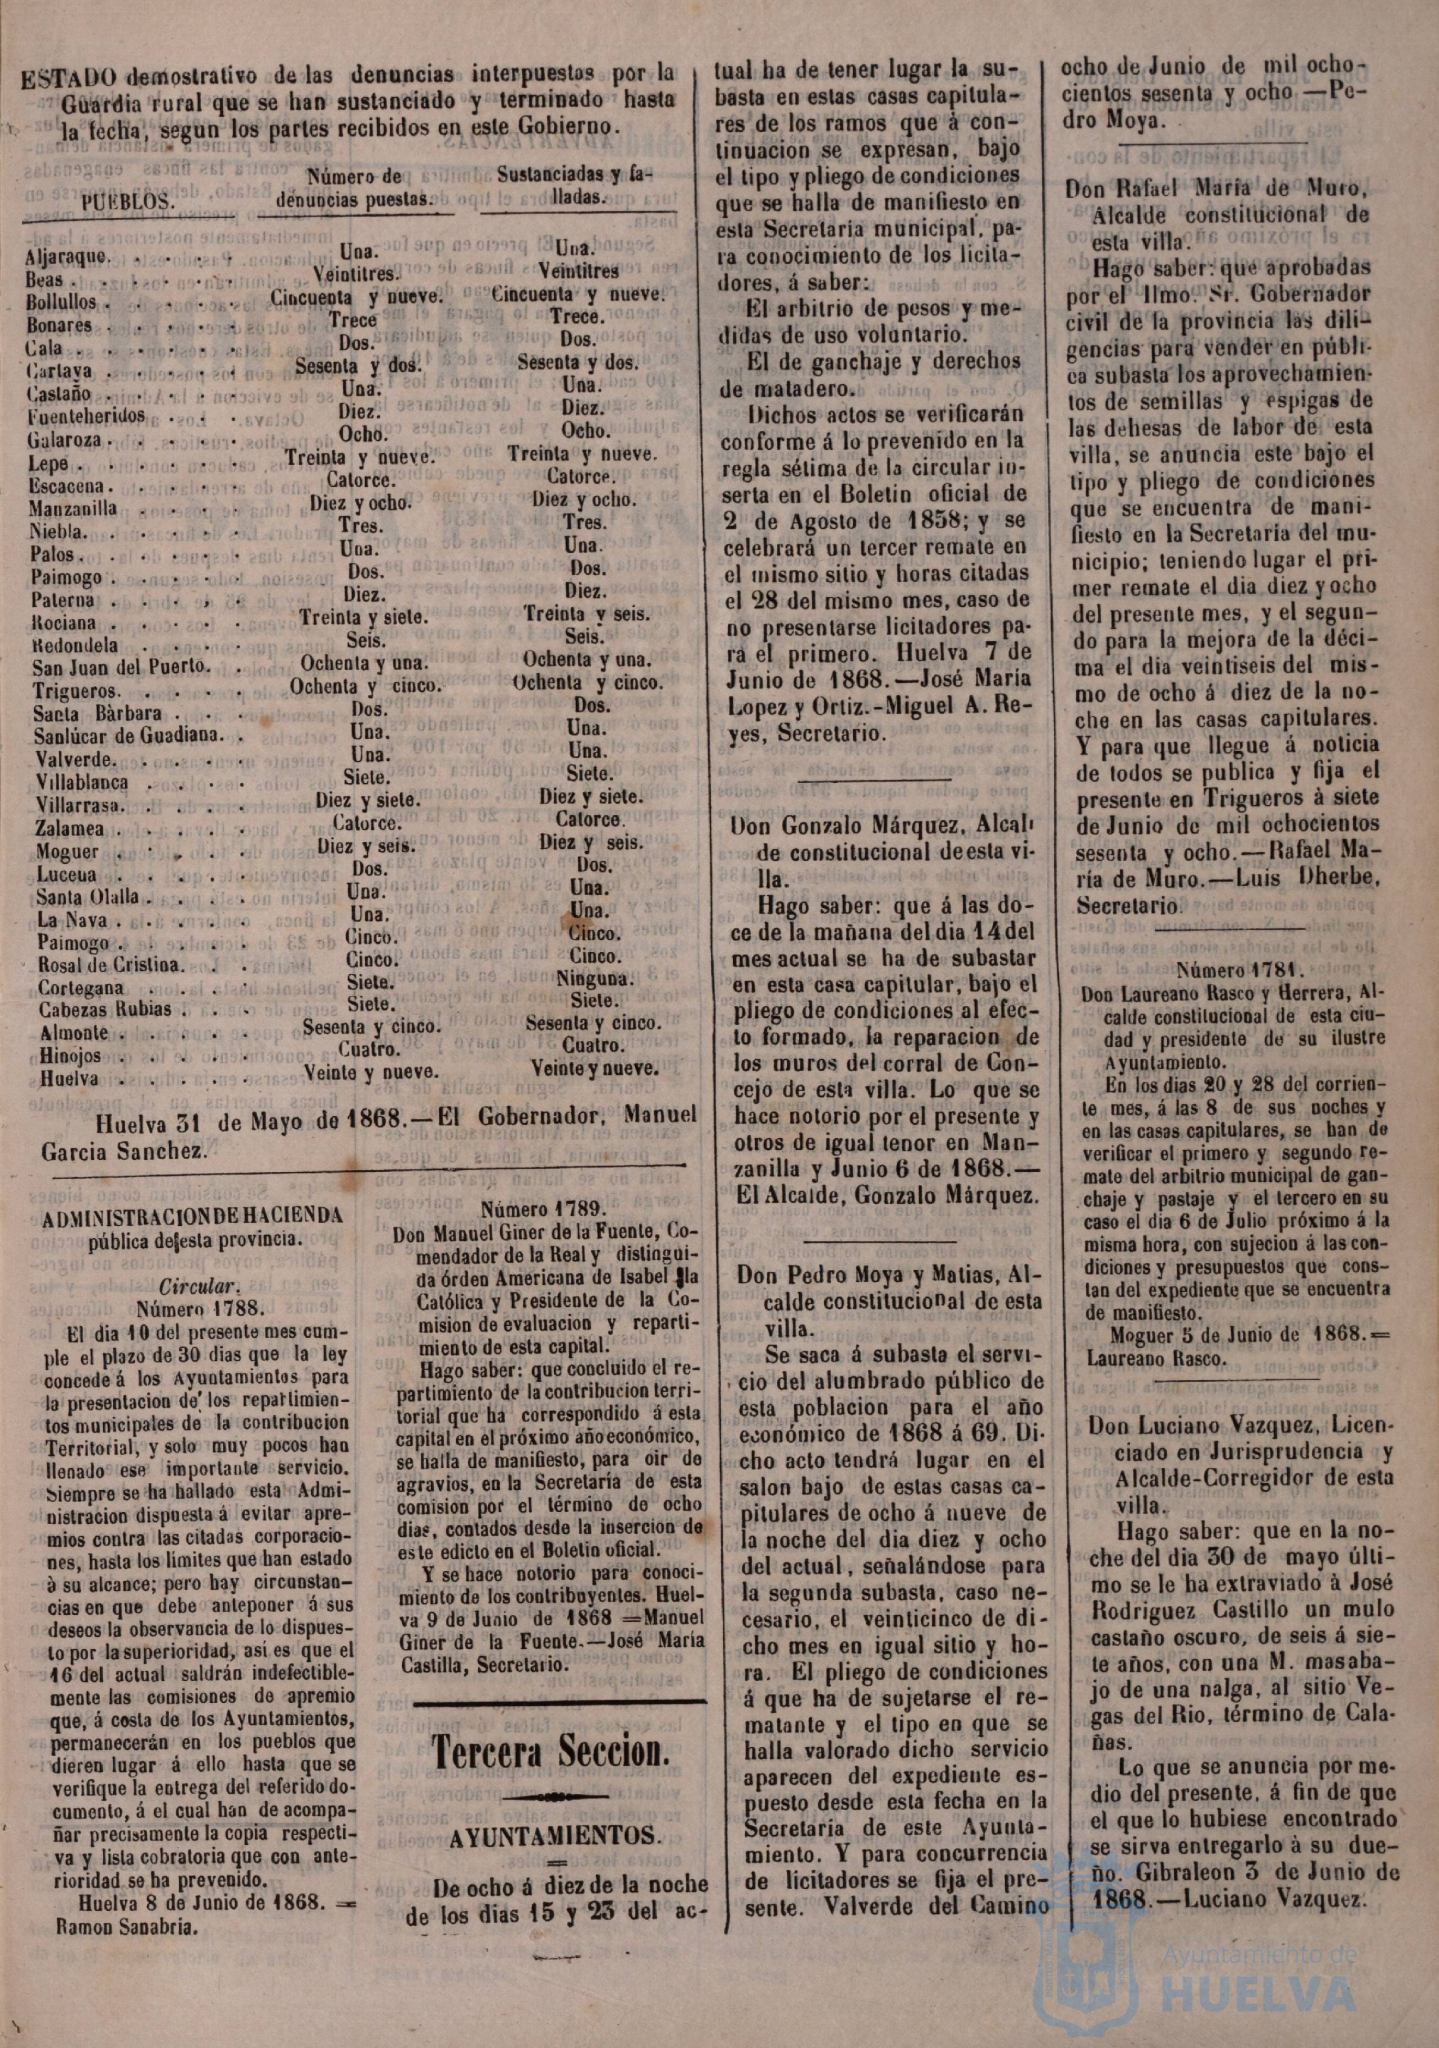 ESTADO demostrativo de las denuncias interpuestas por la
Guardia rural que se han sustanciado y terminado hasta
la fecha, segun los partes recibidos en este Gobierno.
PUEBLOS. Número de denuncias puestas. Sustanciadas y falladas.
Aljaraque. Una. Una.
Beas. Veintitres. Veintitres
Bollullos. Cincuenta y nueve. Cincuenta y nueve.
Bonares. Trece Trece.
Cala. Dos. Dos.
Cartaya. Sesenta y dos. Sesenta y dos.
Castaño. Una. Una.
Fuenteheridos. Diez. Diez.
Galaroza. Ocho. Ocho.
Lepe. Treinta y nueve. Treinta y nueve.
Escacena. Catorce. Catorce.
Manzanilla. Diez y ocho. Diez y ocho.
Niebla. Tres. Tres.
Palos. Una. Una.
Paimogo. Dos. Dos.
Paterna. Diez. Diez.
Rociana. Treinta y siete. Treinta y seis.
Redondela. Seis. Seis.
San Juan del Puerto. Ochenta y una. Ochenta y una.
Trigueros. Ochenta y cinco. Ochenta y cinco.
Santa Bàrbara. Dos. Dos.
Sanlúcar de Guadiana. Una. Una.
Valverde. Una. Una.
Villablanca. Siete. Siete.
Villarrasa. Diez y siete. Diez y siete.
Zalamea. Catorce. Catorce.
Moguer. Diez y seis. Diez y seis.
Lucena. Dos. Dos.
Santa Olalla. Una. Una.
La Nava. Una. Una.
Paimogo. Cinco. Cinco.
Rosal de Cristina. Cinco. Cinco.
Cortegana. Siete. Ninguna.
Cabezas Rubias. Siete. Siete.
Almonte. Sesenta y cinco. Sesenta y cinco.
Hinojos. Cuatro. Cuatro.
Huelva. Veinte y nueve. Veinte y nueve.
Huelva 31 de Mayo de 1868.—El Gobernador, Manuel
Garcia Sanchez.
ADMINISTRACION DE HACIENDA
pública de esta provincia.
Circular.
Número 1788.
El dia 10 del presente mes cum-
ple el plazo de 30 dias que la ley
concede á los Ayuntamientos para
la presentacion de los repartimien-
tos municipales de la contribucion
Territorial, y solo muy pocos han
llenado ese importante servicio.
Siempre se ha hallado esta Admi-
nistracion dispuesta á evitar apre-
mios contra las citadas corporacio-
nes, hasta los límites que han estado
à su alcance; pero hay circunstan-
cias en que debe anteponer á sus
deseos la observancia de lo dispues-
to por la superioridad, así es que el
16 del actual saldrán indefectible-
mente las comisiones de apremio
que, á costa de los Ayuntamientos,
permanecerán en los pueblos que
dieren lugar á ello hasta que se
verifique la entrega del referido do-
cumento, á el cual han de acompa-
ñar precisamente la copia respecti-
va y lista cobratoria que con ante-
rioridad se ha prevenido.
Huelva 8 de Junio de 1868. =
Ramon Sanabria.
Número 1789.
Don Manuel Giner de la Fuente, Co-
mendador de la Real y distingui-
da órden Americana de Isabel la
Católica y Presidente de la Co-
mision de evaluacion y reparti-
miento de esta capital.
Hago saber: que concluido el re-
partimiento de la contribucion terri-
torial que ha correspondido á esta
capital en el próximo año económico,
se halla de manifiesto, para oir de
agravios, en la Secretaría de esta
comision por el término de ocho
dias, contados desde la insercion de
este edicto en el Boletin oficial.
Y se hace notorio para conoci-
miento de los contribuyentes. Huel-
va 9 de Junio de 1868 =Manuel
Giner de la Fuente.—José María
Castilla, Secretario.
Tercera Seccion.
AYUNTAMIENTOS.
De ocho á diez de la noche
de los dias 15 y 23 del ac-
tual ha de tener lugar la su-
basta en estas casas capitula-
res de los ramos que á con-
tinuacion se expresan, bajo
el tipo y pliego de condiciones
que se halla de manifiesto en
esta Secretaría municipal, pa-
ra conocimiento de los licita-
dores, á saber:
El arbitrio de pesos y me-
didas de uso voluntario.
El de ganchaje y derechos
de matadero.
Dichos actos se verificarán
conforme á lo prevenido en la
regla sétima de la circular in-
serta en el Boletin oficial de
2 de Agosto de 1858; y se
celebrará un tercer remate en
el mismo sitio y horas citadas
el 28 del mismo mes, caso de
no presentarse licitadores pa-
ra el primero. Huelva 7 de
Junio de 1868.—José María
Lopez y Ortiz.-Miguel A. Re-
yes, Secretario.
Don Gonzalo Márquez, Alcal-
de constitucional de esta vi-
lla.
Hago saber: que á las do-
ce de la mañana del dia 14 del
mes actual se ha de subastar
en esta casa capitular, bajo el
pliego de condiciones al efec-
to formado, la reparacion de
los muros del corral de Con-
cejo de esta villa. Lo que se
hace notorio por el presente y
otros de igual tenor en Man-
zanilla y Junio 6 de 1868.—
El Alcalde, Gonzalo Márquez.
Don Pedro Moya y Matias, Al-
calde constitucional de esta
villa.
Se saca á subasta el servi-
cio del alumbrado público de
esta poblacion para el año
económico de 1868 á 69. Di-
cho acto tendrá lugar en el
salon bajo de estas casas ca-
pitulares de ocho á nueve de
la noche del dia diez y ocho
del actual, señalándose para
la segunda subasta, caso ne-
cesario, el veinticinco de di-
cho mes en igual sitio y ho-
ra. El pliego de condiciones
á que ha de sujetarse el re-
matante y el tipo en que se
halla valorado dicho servicio
aparecen del expediente es-
puesto desde esta fecha en la
Secretaría de este Ayunta-
miento. Y para concurrencia
de licitadores se fija el pre-
sente. Valverde del Camino
ocho de Junio de mil ocho-
cientos sesenta y ocho —Pe-
dro Moya.
Don Rafael María de Muro,
Alcalde constitucional de
esta villa.
Hago saber: que aprobadas
por el Ilmo. Sr. Gobernador
civil de la provincia las dili-
gencias para vender en públi-
ca subasta los aprovechamien-
tos de semillas y espigas de
las dehesas de labor de esta
villa, se anuncia este bajo el
tipo y pliego de condiciones
que se encuentra de mani-
fiesto en la Secretaría del mu-
nicipio; teniendo lugar el pri-
mer remate el dia diez y ocho
del presente mes, y el segun-
do para la mejora de la déci-
ma el dia veintiseis del mis-
mo de ocho á diez de la no-
che en las casas capitulares.
Y para que llegue á noticia
de todos se publica y fija el
presente en Trigueros à siete
de Junio de mil ochocientos
sesenta y ocho.—Rafael Ma-
ría de Muro.—Luis Dherbe,
Secretario.
Número 1781.
Don Laureano Rasco y Herrera, Al-
calde constitucional de esta ciu-
dad y presidente de su ilustre
Ayuntamiento.
En los dias 20 y 28 del corrien-
te mes, á las 8 de sus noches y
en las casas capitulares, se han de
verificar el primero y segundo re-
mate del arbitrio municipal de gan-
chaje y pastaje y el tercero en su
caso el dia 6 de Julio próximo á la
misma hora, con sujecion á las con-
diciones y presupuestos que cons-
tan del expediente que se encuentra
de manifiesto.
Moguer 5 de Junio de 1868.=
Laureano Rasco.
Don Luciano Vazquez, Licen-
ciado en Jurisprudencia y
Alcalde-Corregidor de esta
villa.
Hago saber: que en la no-
che del dia 30 de mayo últi-
mo se le ha extraviado à José
Rodriguez Castillo un mulo
castaño oscuro, de seis á sie-
te años, con una M. masaba-
jo de una nalga, al sitio Ve-
gas del Rio, término de Cala-
ñas.
Lo que se anuncia por me-
dio del presente, á fin de que
el que lo hubiese encontrado
se sirva entregarlo à su due-
ño. Gibraleon 3 de Junio de
1868.—Luciano Vazquez.
Ayuntamiento de
HUELVA